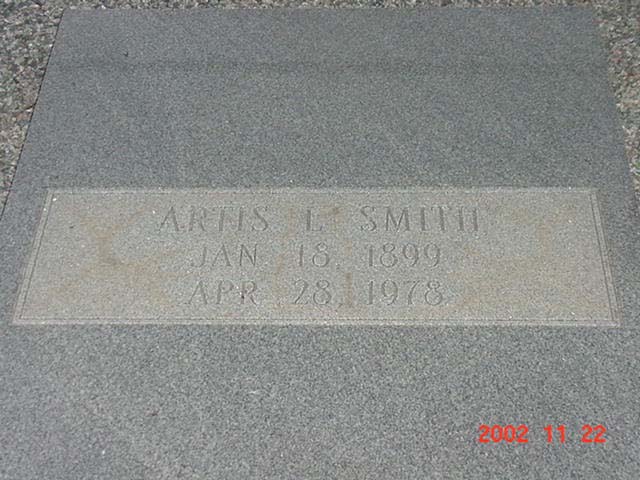 ARTIS L. SMITH
JAN 18, 1899
APR 28, 1978
2002 11 22